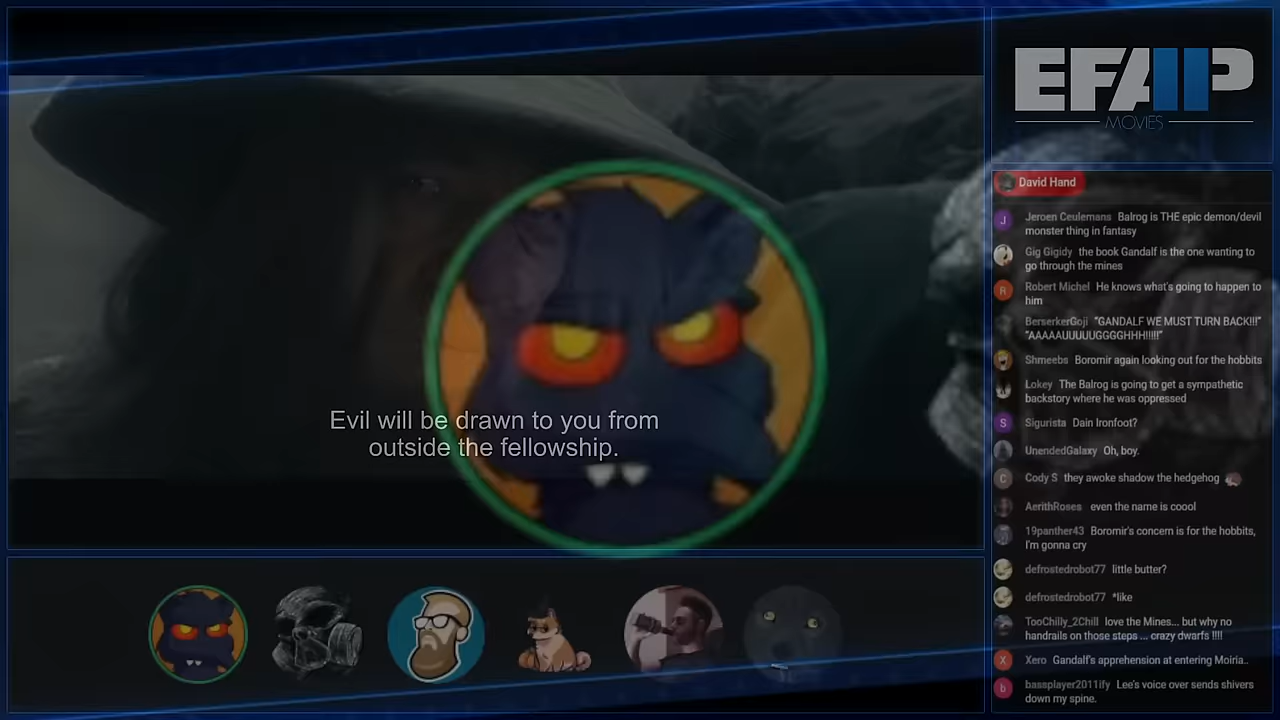 EFAP
MOVIES
David Hand
Jeroen Ceulemans Balrog is THE epic demon/devil
monster thing in fantasy
Gig Gigidy the book Gandalf is the one wanting to
go through the mines
R
Robert Michel He knows what's going to happen to
him
BerserkerGoji "GANDALF WE MUST TURN BACK!!!"
"AAAAUUUUUGGGGHHH!!!!!"
Shmeebs Boromir again looking out for the hobbits
Lokey The Balrog is going to get a sympathetic
backstory where he was oppressed
S
Sigurista Dain Ironfoot?
UnendedGalaxy Oh, boy.
C
Cody S they awoke shadow the hedgehog
AerithRoses even the name is coool
19panther43 Boromir's concern is for the hobbits,
I'm gonna cry
defrostedrobot77 little butter?
defrostedrobot77 *like
TooChilly_2Chill love the Mines... but why no
handrails on those steps ... crazy dwarfs !!!!
X
Xero Gandalf's apprehension at entering Moiria..
b
bassplayer2011ify Lee's voice over sends shivers
down my spine.
J
Evil will be drawn to you from
outside the fellowship.